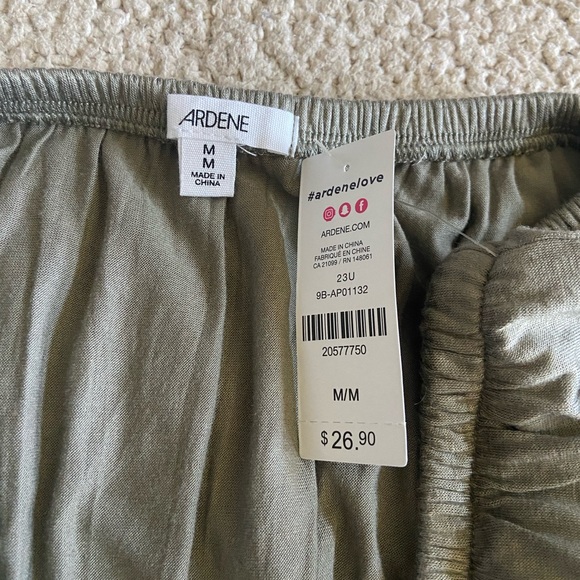 ARDENE
M
M
MADE IN
CHINA
#ardenelove
ARDENE.COM
MADE IN CHINA
FABRIQUÉ EN CHINE
CA 21099 / RN 148061
23U
9B-AP01132
20577750
M/M
$ 26.90